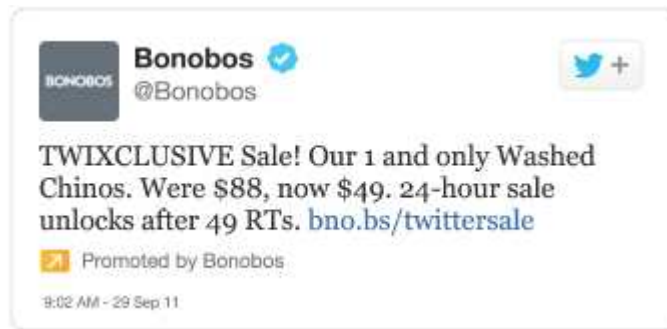 BONOBOS
Bonobos
@Bonobos
TWIXCLUSIVE Sale! Our 1 and only Washed
Chinos. Were $88, now $49. 24-hour sale
unlocks after 49 RTs. bno.bs/twittersale
Promoted by Bonobos
9:02 AM - 29 Sep 11